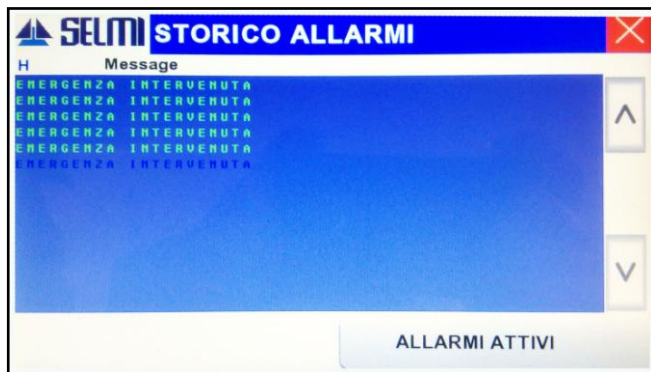 SELMI STORICO ALLARMI
H Message
EMERGENZA INTERVENUTA
EMERGENZA INTERVENUTA
EMERGENZA INTERVENUTA
EMERGENZA INTERVENUTA
EMERGENZA INTERVENUTA
EMERGENZA INTERVENUTA
ALLARMI ATTIVI